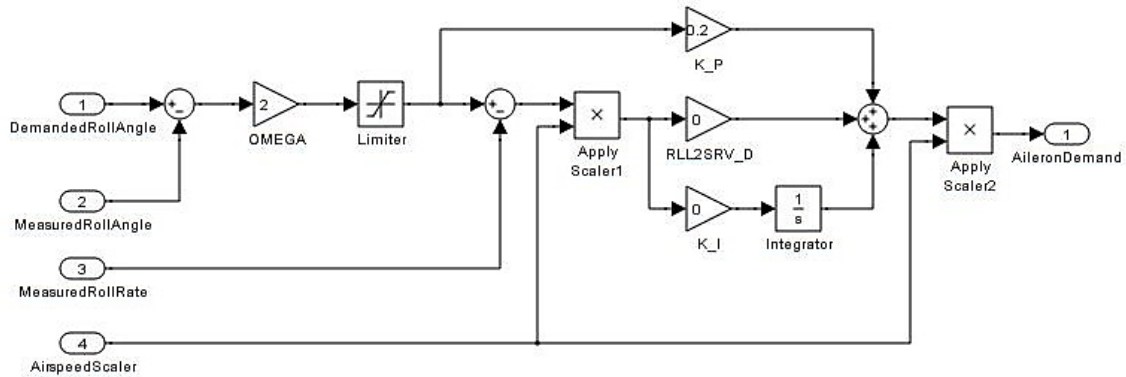 0.2
K_P
1
DemandedRollAngle
+
-
2
OMEGA
Limiter
+
-
×
Apply
Scaler1
0
RLL2SRV_D
+
+
+
×
Apply
Scaler2
1
AileronDemand
2
MeasuredRollAngle
0
K_I
1
s
Integrator
3
MeasuredRollRate
4
AirspeedScaler